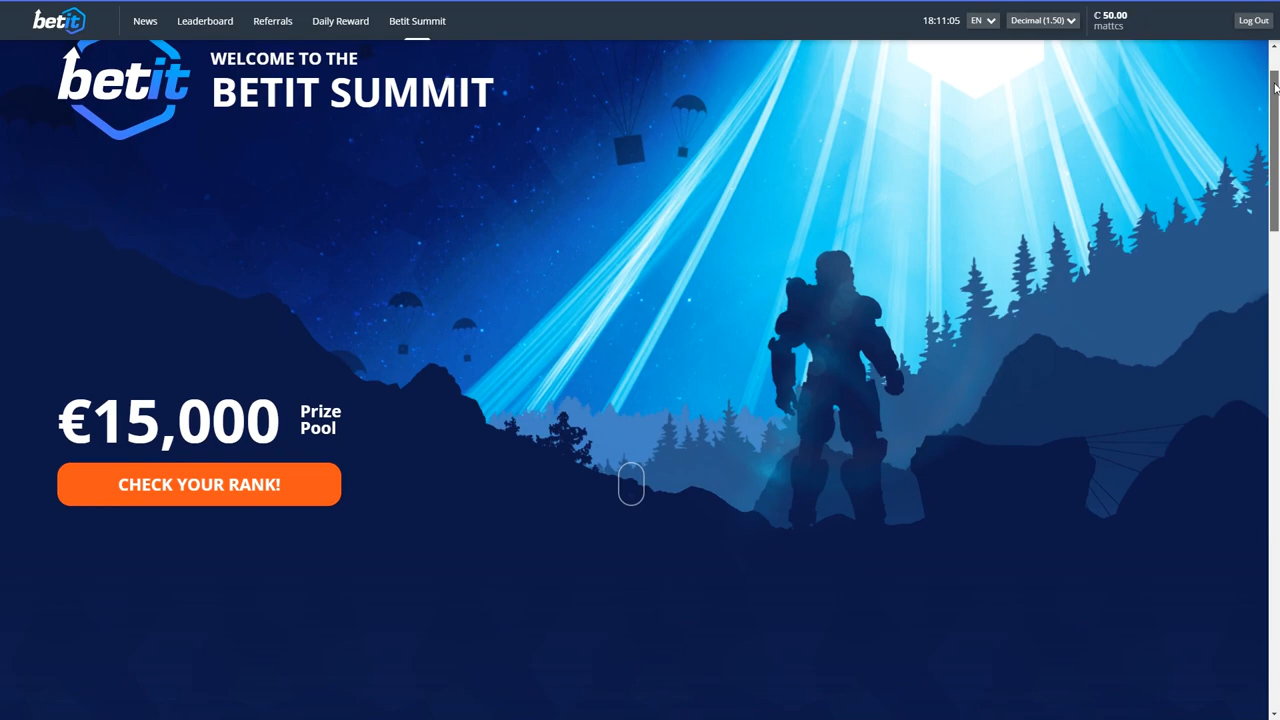 betit
News
Leaderboard
Referrals
Daily Reward
Betit Summit
18:11:05
EN
Decimal (1.50)
₢ 50.00
mattcs
Log Out
betit
WELCOME TO THE
BETIT SUMMIT
€15,000
Prize
Pool
CHECK YOUR RANK!